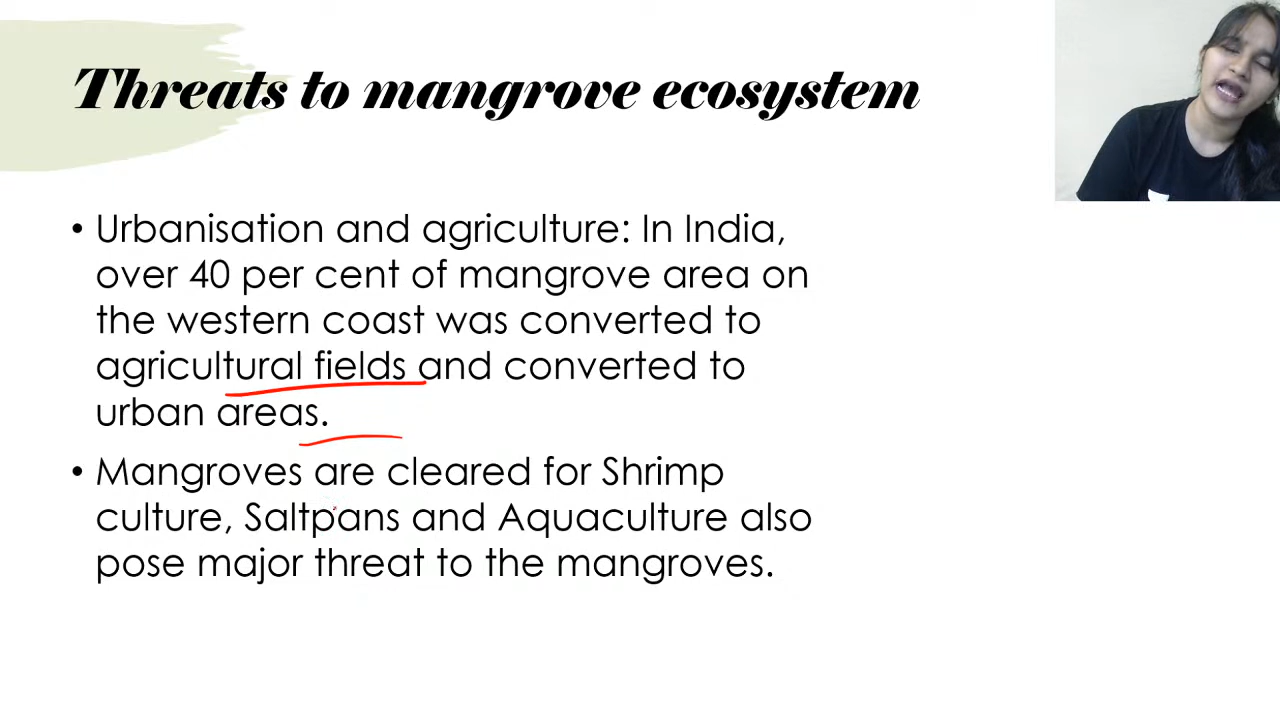 Threats to mangrove ecosystem
• Urbanisation and agriculture: In India,
over 40 per cent of mangrove area on
the western coast was converted to
agricultural fields and converted to
urban areas.
• Mangroves are cleared for Shrimp
culture, Saltpans and Aquaculture also
pose major threat to the mangroves.